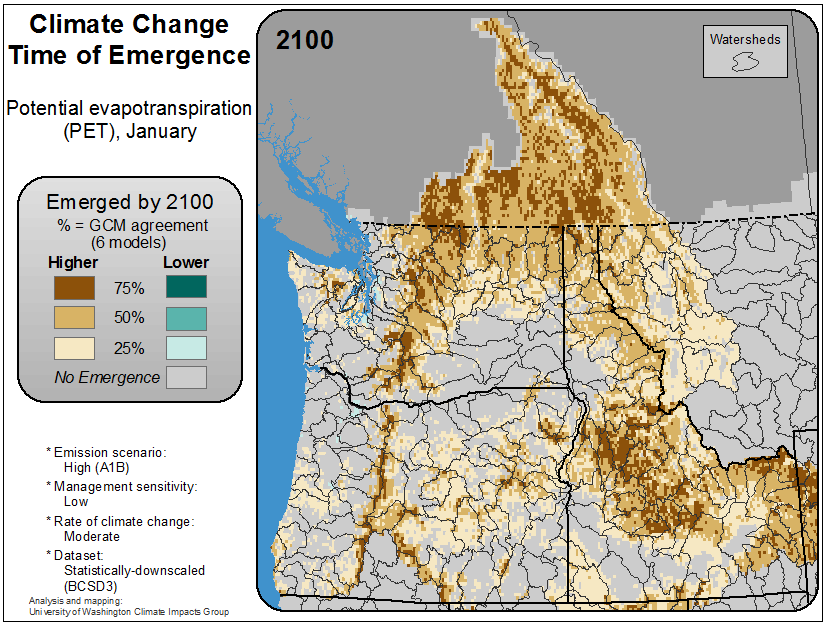 Climate Change
Time of Emergence
Potential evapotranspiration
(PET), January
Emerged by 2100
% = GCM agreement
(6 models)
Higher Lower
75%
50%
25%
No Emergence
* Emission scenario:
High (A1B)
* Management sensitivity:
Low
* Rate of climate change:
Moderate
* Dataset:
Statistically-downscaled
(BCSD3)
Analysis and mapping:
University of Washington Climate Impacts Group
2100
Watersheds